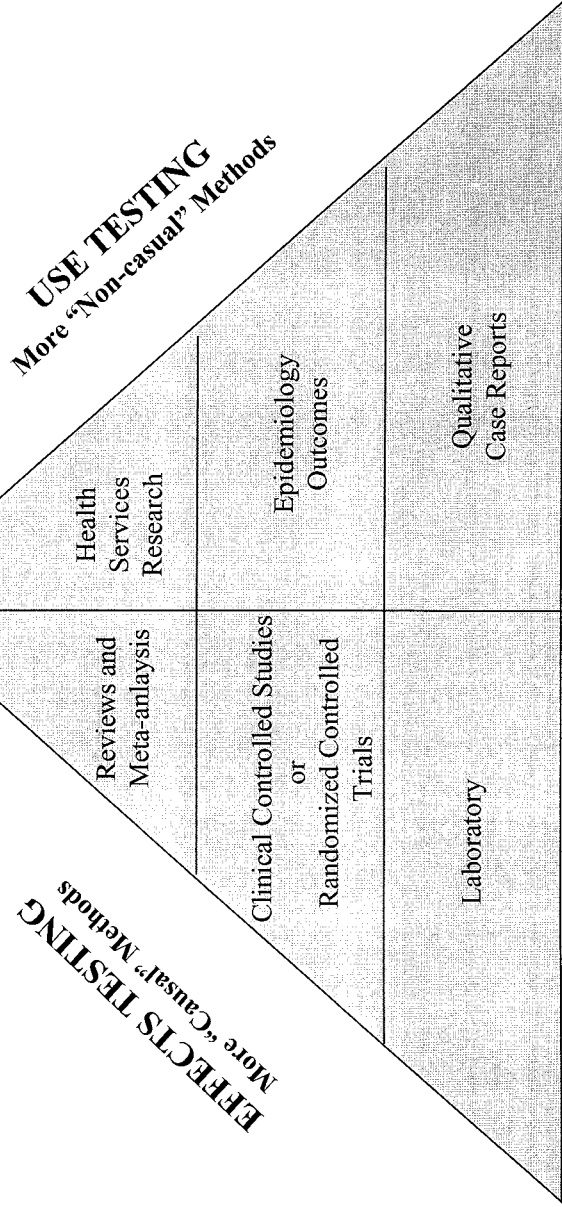 EFFECTS TESTING
More “Causal” Methods
USE TESTING
More “Non-casual” Methods
Reviews and
Meta-anlaysis
Health
Services
Research
Clinical Controlled Studies
or
Randomized Controlled
Trials
Epidemiology
Outcomes
Laboratory
Qualitative
Case Reports